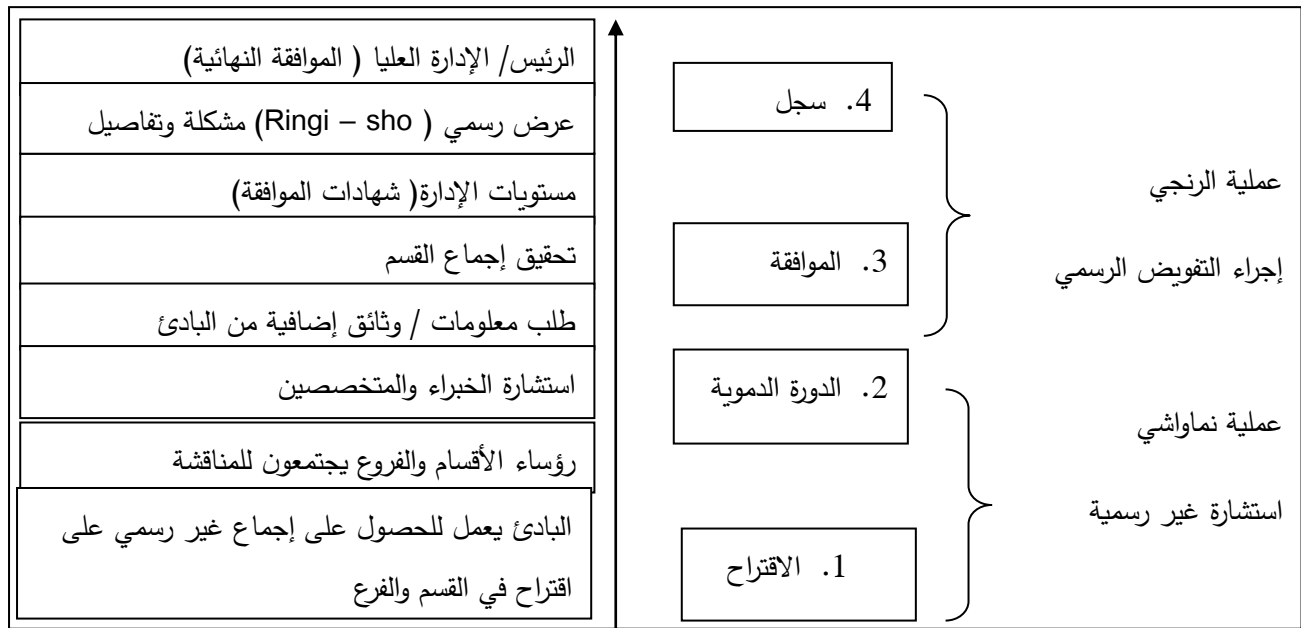 الرئيس/ الإدارة العليا ( الموافقة النهائية)
عرض رسمي ( Ringi – sho) مشكلة وتفاصيل
مستويات الإدارة( شهادات الموافقة)
تحقيق إجماع القسم
طلب معلومات / وثائق إضافية من البادئ
استشارة الخبراء والمتخصصين
رؤساء الأقسام والفروع يجتمعون للمناقشة
البادئ يعمل للحصول على إجماع غير رسمي على
اقتراح في القسم والفرع
4. سجل
3. الموافقة
2. الدورة الدموية
1. الاقتراح
عملية الرنجي
إجراء التفويض الرسمي
عملية نماواشي
استشارة غير رسمية